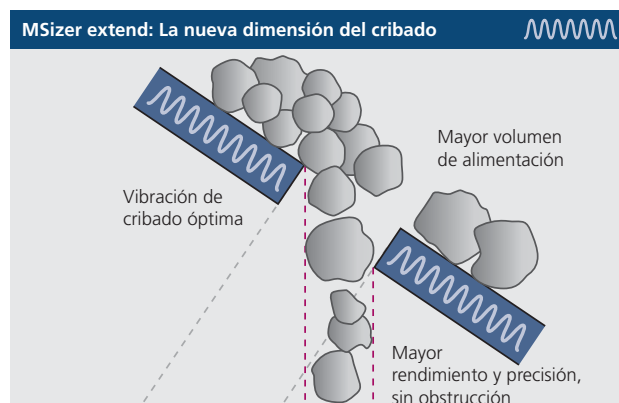 MSizer extend: La nueva dimensión del cribado
Mayor volumen
de alimentación
Vibración de
cribado óptima
Mayor
rendimiento y precisión,
sin obstrucción